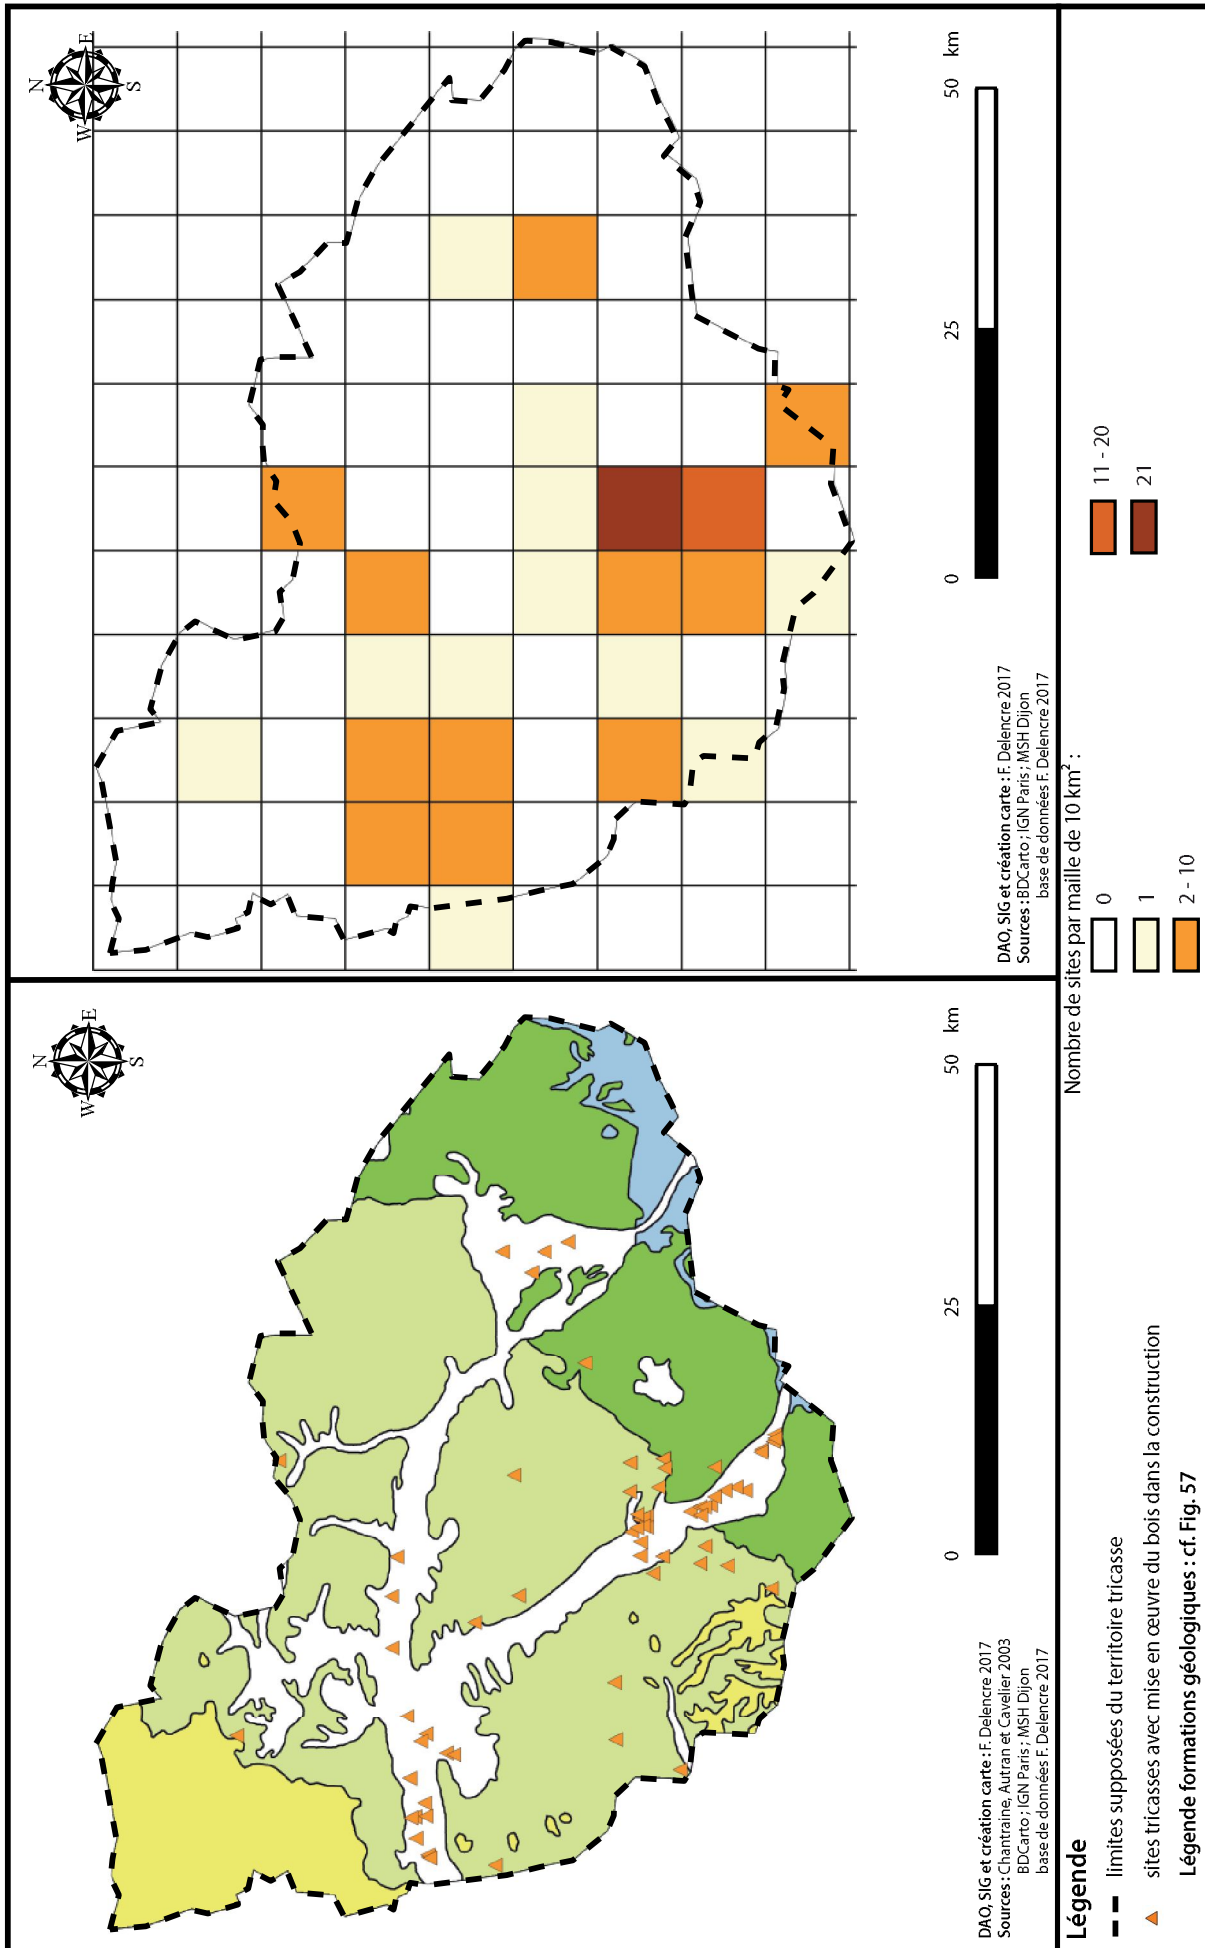 N
W
E
S
0
25
50
km
DAO, SIG et création carte : F. Delencre 2017
Sources : Chantraine, Autran et Cavelier 2003
BDCarto ; IGN Paris ; MSH Dijon
base de données F. Delencre 2017
N
W
E
S
0
25
50
km
DAO, SIG et création carte : F. Delencre 2017
Sources : BDCarto ; IGN Paris ; MSH Dijon
base de données F. Delencre 2017
Légende
limites supposées du territoire tricasse
sites tricasses avec mise en œuvre du bois dans la construction
Légende formations géologiques : cf. Fig. 57
Nombre de sites par maille de 10 km² :
0
1
2 - 10
11 - 20
21